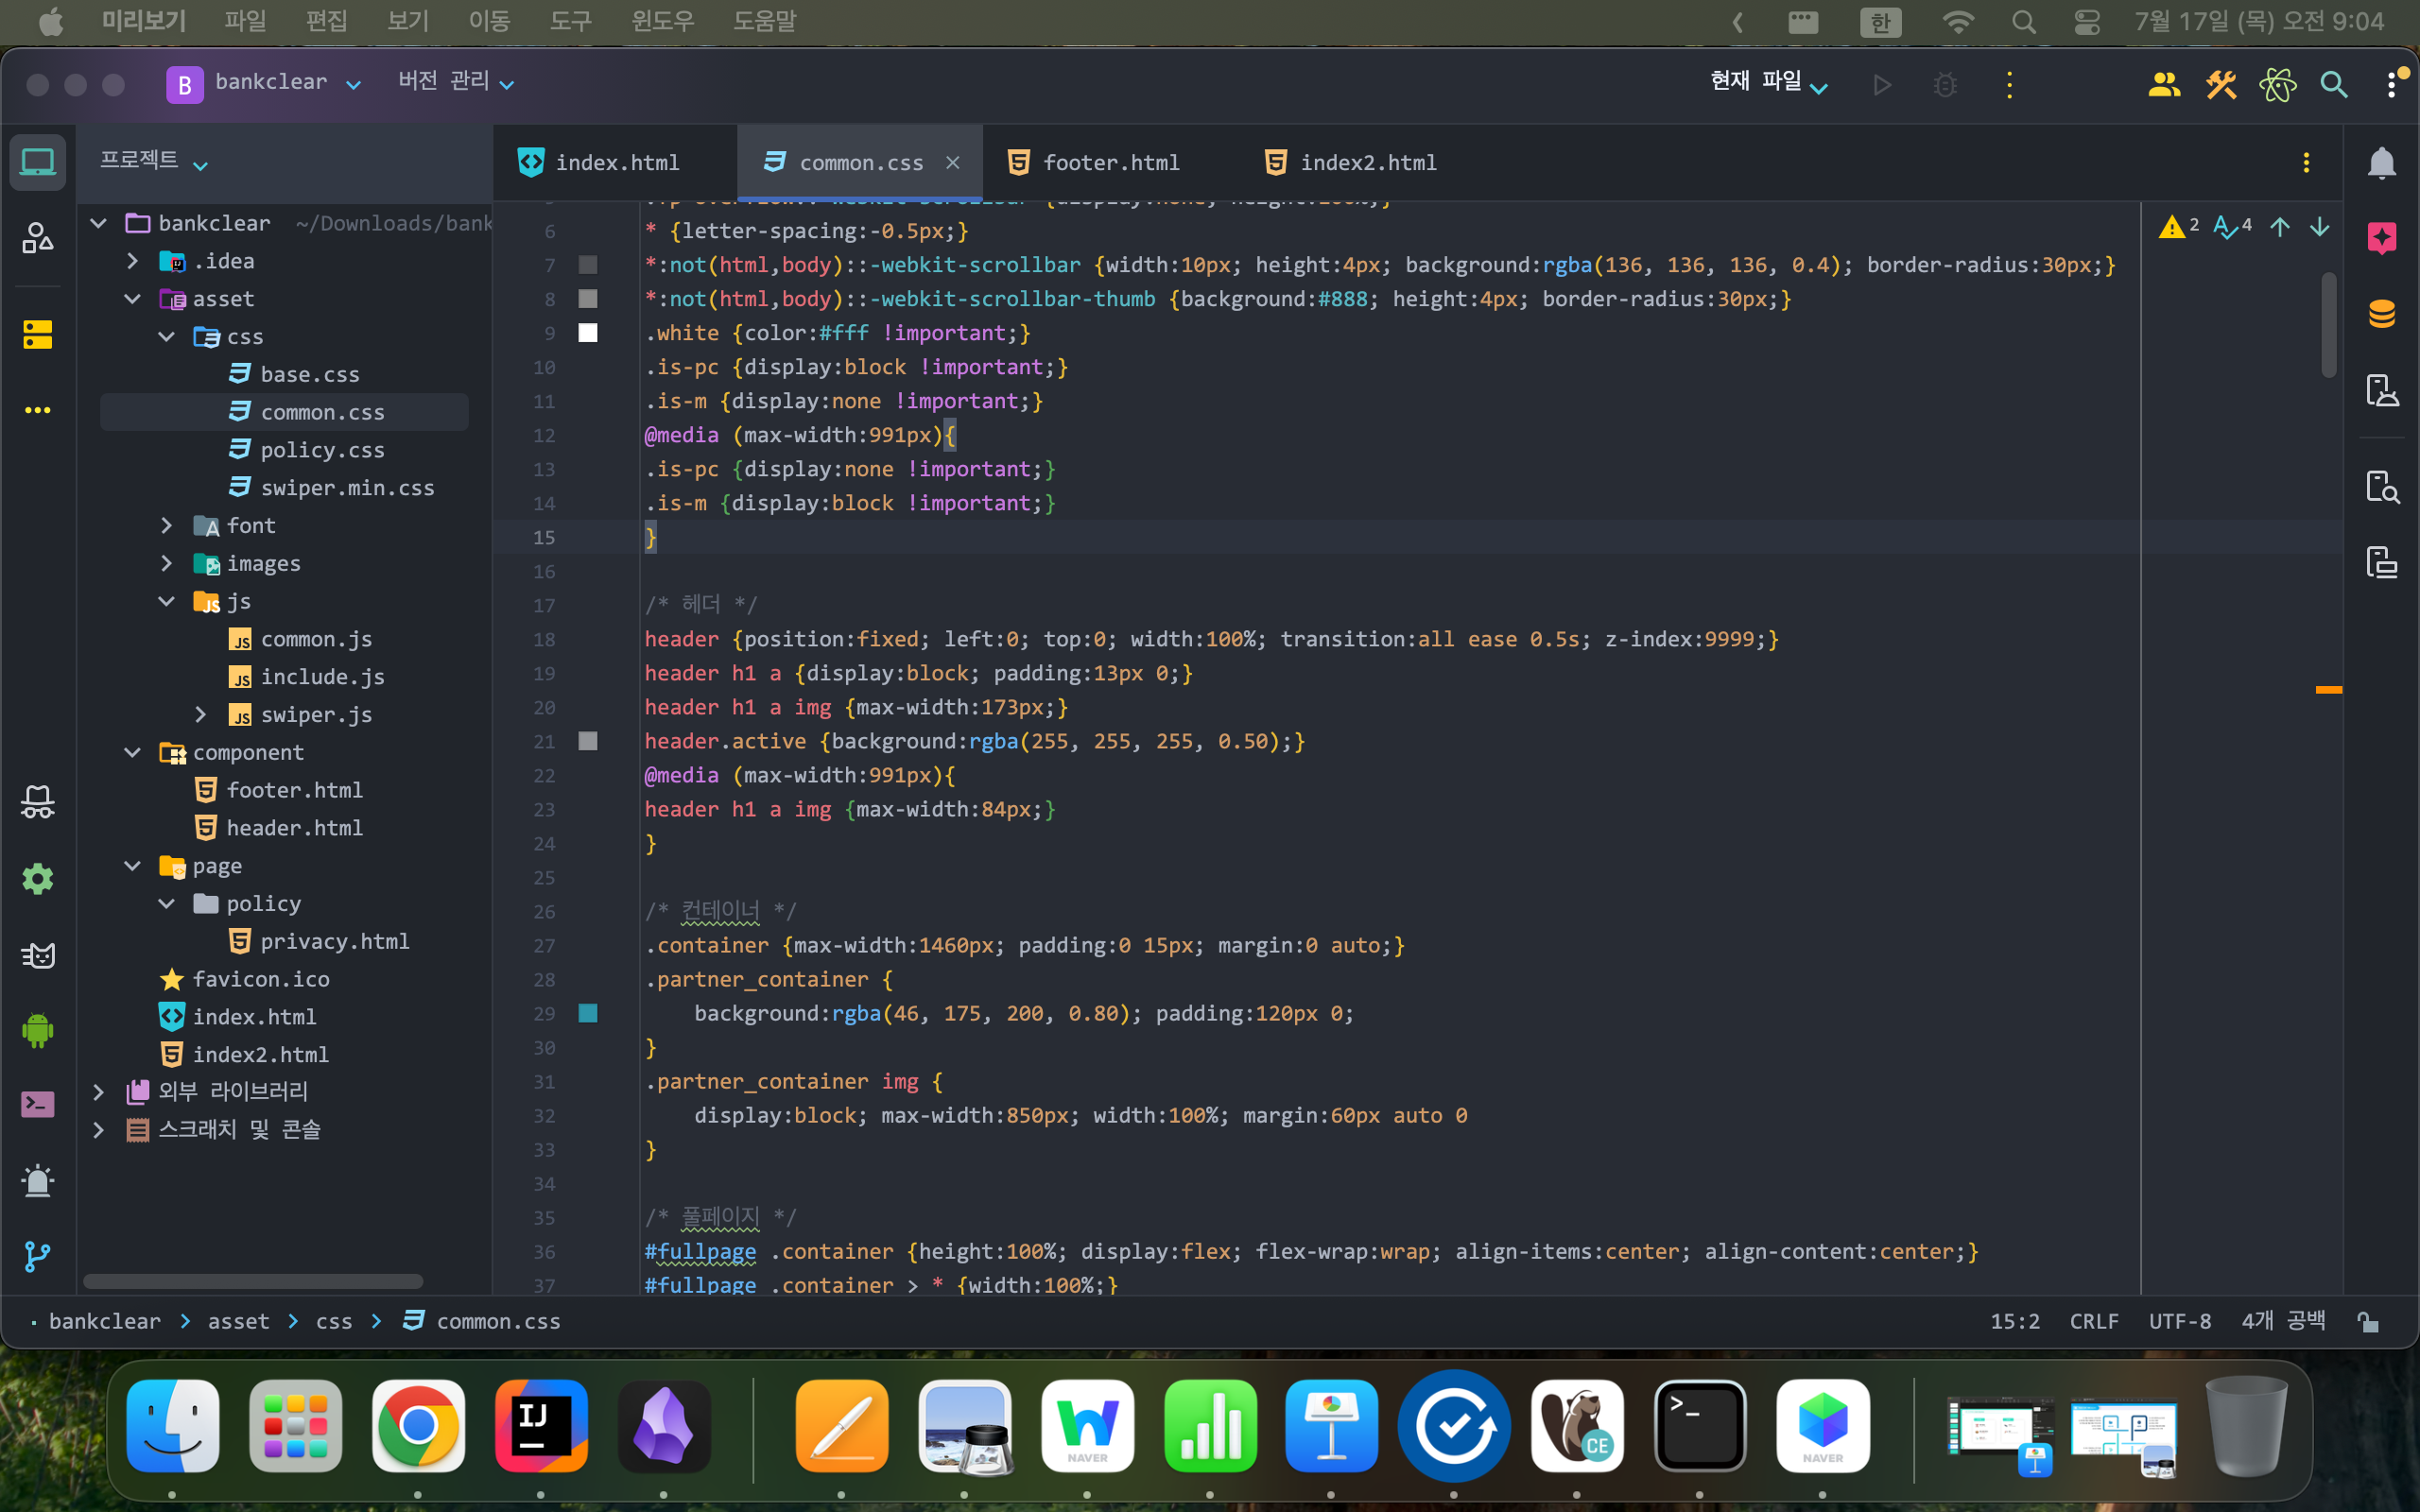 미리보기 파일 편집 보기 이동 도구 윈도우 도움말 한 7월 17일 (목) 오전 9:04
B bankclear 버전 관리 현재 파일
프로젝트
index.html common.css footer.html index2.html
bankclear ~/Downloads/bank
.idea
asset
css
base.css
common.css
policy.css
swiper.min.css
font
images
js
common.js
include.js
swiper.js
component
footer.html
header.html
page
policy
privacy.html
favicon.ico
index.html
index2.html
외부 라이브러리
스크래치 및 콘솔
2 4
6 * {letter-spacing:-0.5px;}
7 *:not(html,body)::-webkit-scrollbar {width:10px; height:4px; background:rgba(136, 136, 136, 0.4); border-radius:30px;}
8 *:not(html,body)::-webkit-scrollbar-thumb {background:#888; height:4px; border-radius:30px;}
9 .white {color:#fff !important;}
10 .is-pc {display:block !important;}
11 .is-m {display:none !important;}
12 @media (max-width:991px){
13 .is-pc {display:none !important;}
14 .is-m {display:block !important;}
15 }
16
17 /* 헤더 */
18 header {position:fixed; left:0; top:0; width:100%; transition:all ease 0.5s; z-index:9999;}
19 header h1 a {display:block; padding:13px 0;}
20 header h1 a img {max-width:173px;}
21 header.active {background:rgba(255, 255, 255, 0.50);}
22 @media (max-width:991px){
23 header h1 a img {max-width:84px;}
24 }
25
26 /* 컨테이너 */
27 .container {max-width:1460px; padding:0 15px; margin:0 auto;}
28 .partner_container {
29 background:rgba(46, 175, 200, 0.80); padding:120px 0;
30 }
31 .partner_container img {
32 display:block; max-width:850px; width:100%; margin:60px auto 0
33 }
34
35 /* 풀페이지 */
36 #fullpage .container {height:100%; display:flex; flex-wrap:wrap; align-items:center; align-content:center;}
37 #fullpage .container > * {width:100%;}
bankclear > asset > css > common.css 15:2 CRLF UTF-8 4개 공백
IJ
NAVER
CE
>_
NAVER